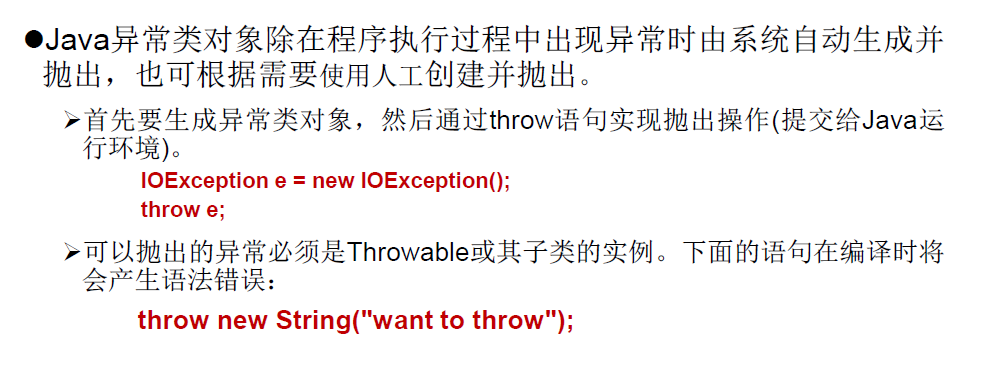 ●Java异常类对象除在程序执行过程中出现异常时由系统自动生成并
抛出，也可根据需要使用人工创建并抛出。
➢首先要生成异常类对象，然后通过throw语句实现抛出操作(提交给Java运
行环境)。
IOException e = new IOException();
throw e;
➢可以抛出的异常必须是Throwable或其子类的实例。下面的语句在编译时将
会产生语法错误：
throw new String("want to throw");